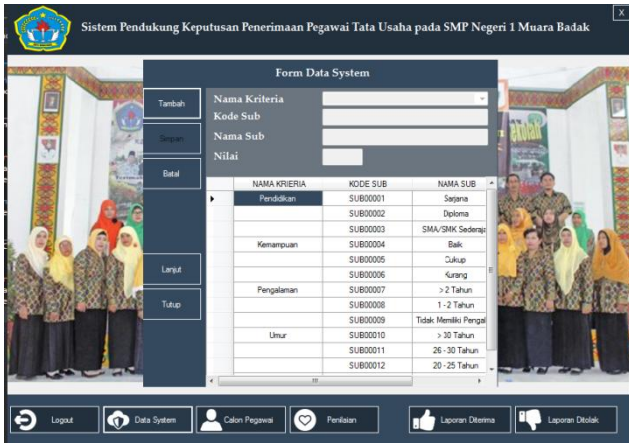 Sistem Pendukung Keputusan Penerimaan Pegawai Tata Usaha pada SMP Negeri 1 Muara Badak
X
Form Data System
Tambah
Simpan
Batal
Lanjut
Tutup
Nama Kriteria
Kode Sub
Nama Sub
Nilai
NAMA KRIERIA KODE SUB NAMA SUB
Pendidikan SUB00001 Sarjana
SUB00002 Diploma
SUB00003 SMA/SMK Sederaja
Kemampuan SUB00004 Baik
SUB00005 Cukup
SUB00006 Kurang
Pengalaman SUB00007 > 2 Tahun
SUB00008 1 - 2 Tahun
SUB00009 Tidak Memiliki Pengal
Umur SUB00010 > 30 Tahun
SUB00011 26 - 30 Tahun
SUB00012 20 - 25 Tahun
Logout Data System Calon Pegawai Penilaian Laporan Diterima Laporan Ditolak